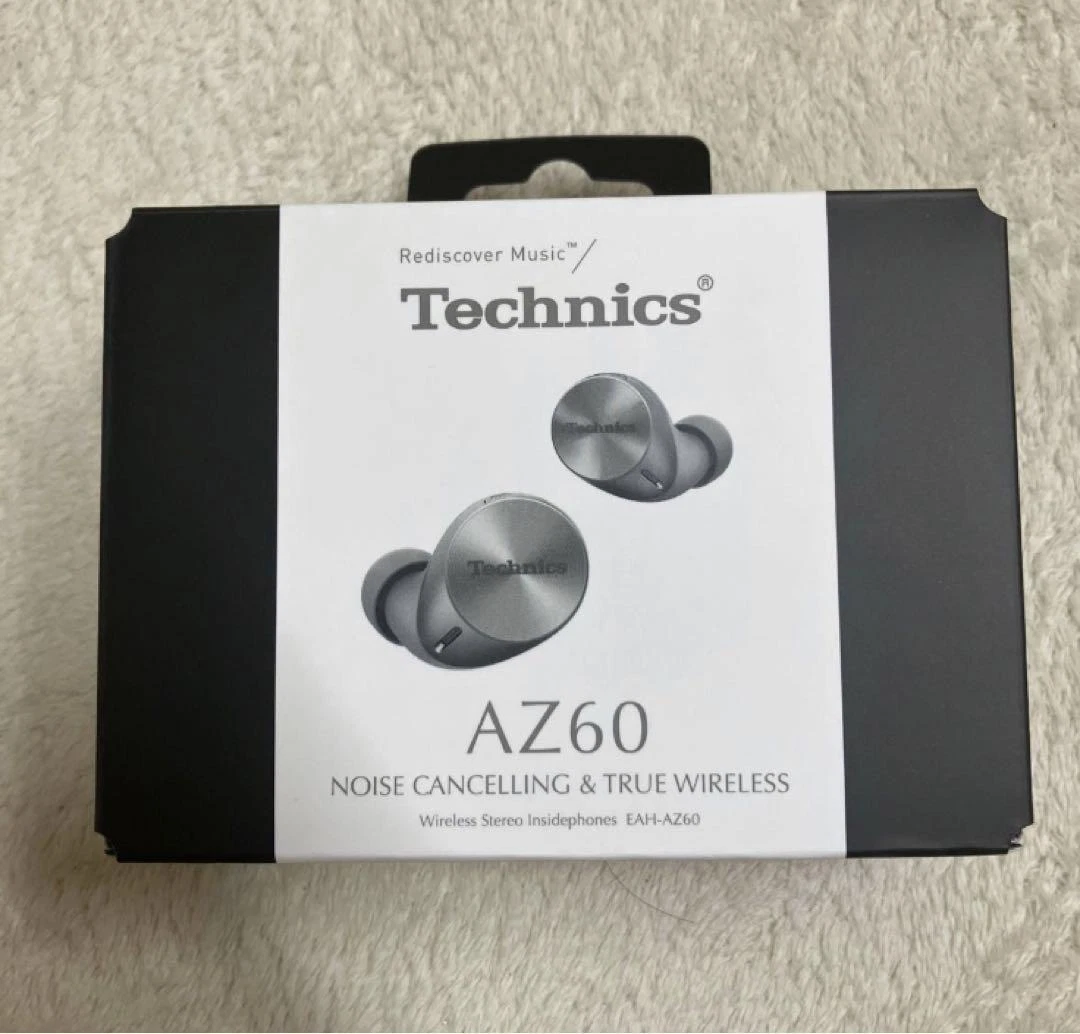 Rediscover Music™/
Technics®
Technics
Technics
AZ60
NOISE CANCELLING & TRUE WIRELESS
Wireless Stereo Insidephones EAH-AZ60